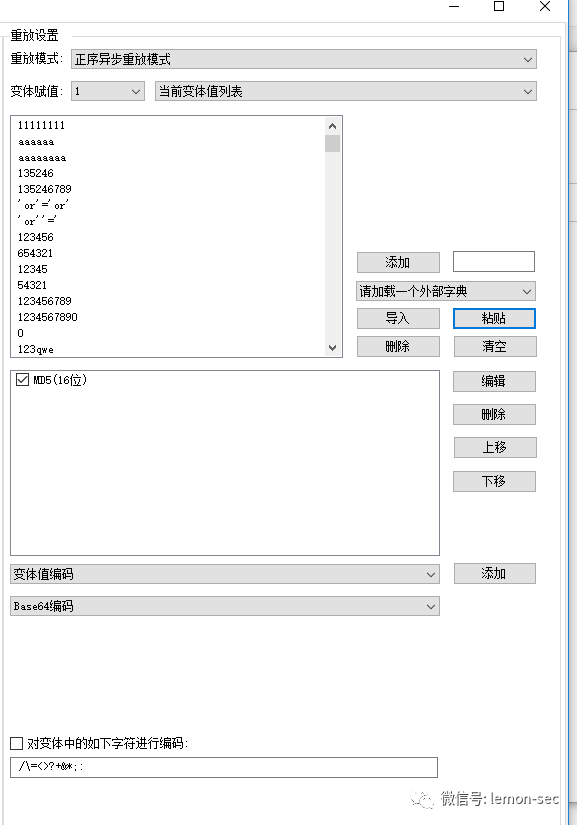 重放设置
重放模式: 正序异步重放模式
变体赋值: 1 当前变体值列表
11111111
aaaaaa
aaaaaaaa
135246
135246789
'or'='or'
'or''='
123456
654321
12345
54321
123456789
1234567890
0
123qwe
添加
请加载一个外部字典
导入 粘贴
删除 清空
MD5(16位)
编辑
删除
上移
下移
变体值编码 添加
Base64编码
对变体中的如下字符进行编码:
/\=<>?+&*;:
微信号: lemon-sec